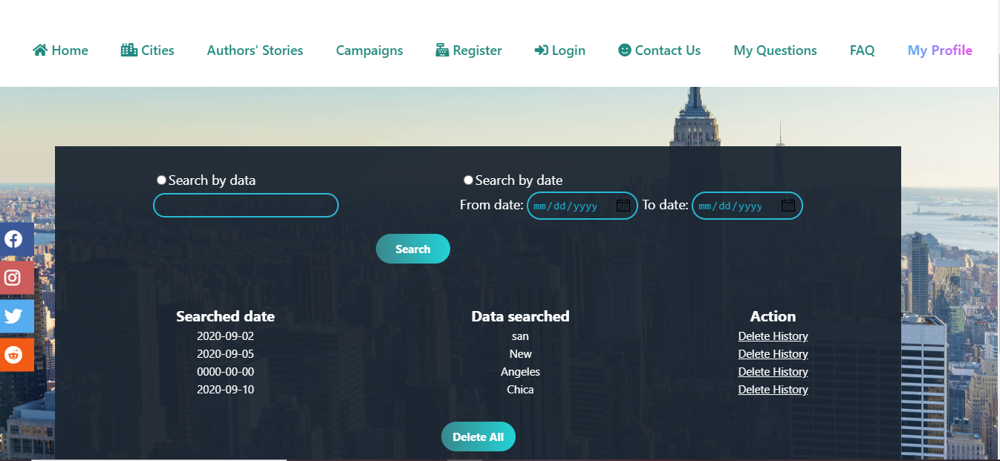 Home Cities Authors' Stories Campaigns Register Login Contact Us My Questions FAQ My Profile
Search by data Search by date
From date: mm/dd/yyyy To date: mm/dd/yyyy
Search
Searched date Data searched Action
2020-09-02 san Delete History
2020-09-05 New Delete History
0000-00-00 Angeles Delete History
2020-09-10 Chica Delete History
Delete All